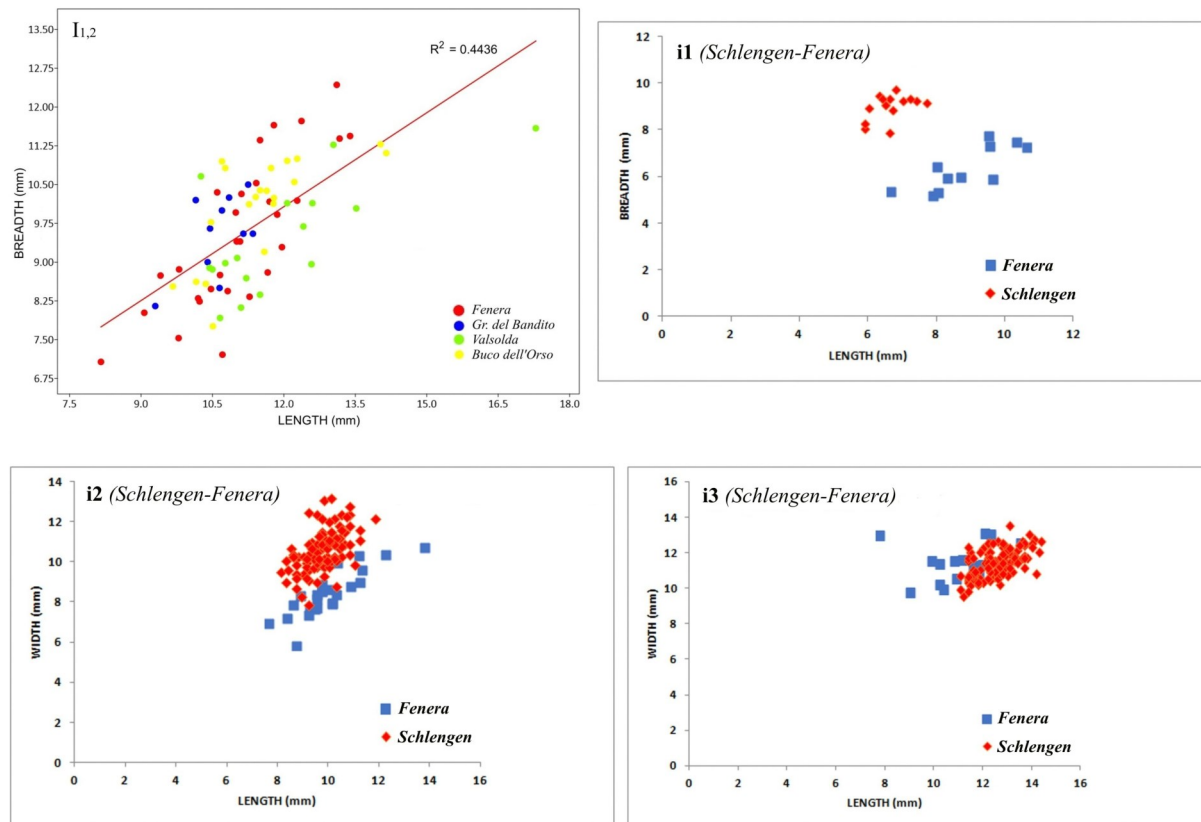 I1,2
R2 = 0.4436
13.50
12.75
12.00
11.25
10.50
9.75
9.00
8.25
7.50
6.75
BREADTH (mm)
7.5 9.0 10.5 12.0 13.5 15.0 16.5 18.0
LENGTH (mm)
Fenera
Gr. del Bandito
Valsolda
Buco dell'Orso
i1 (Schlengen-Fenera)
12
10
8
6
4
2
0
BREADTH (mm)
0 2 4 6 8 10 12
LENGTH (mm)
Fenera
Schlengen
i2 (Schlengen-Fenera)
14
12
10
8
6
4
2
0
WIDTH (mm)
0 2 4 6 8 10 12 14 16
LENGTH (mm)
Fenera
Schlengen
i3 (Schlengen-Fenera)
16
14
12
10
8
6
4
2
0
WIDTH (mm)
0 2 4 6 8 10 12 14 16
LENGTH (mm)
Fenera
Schlengen